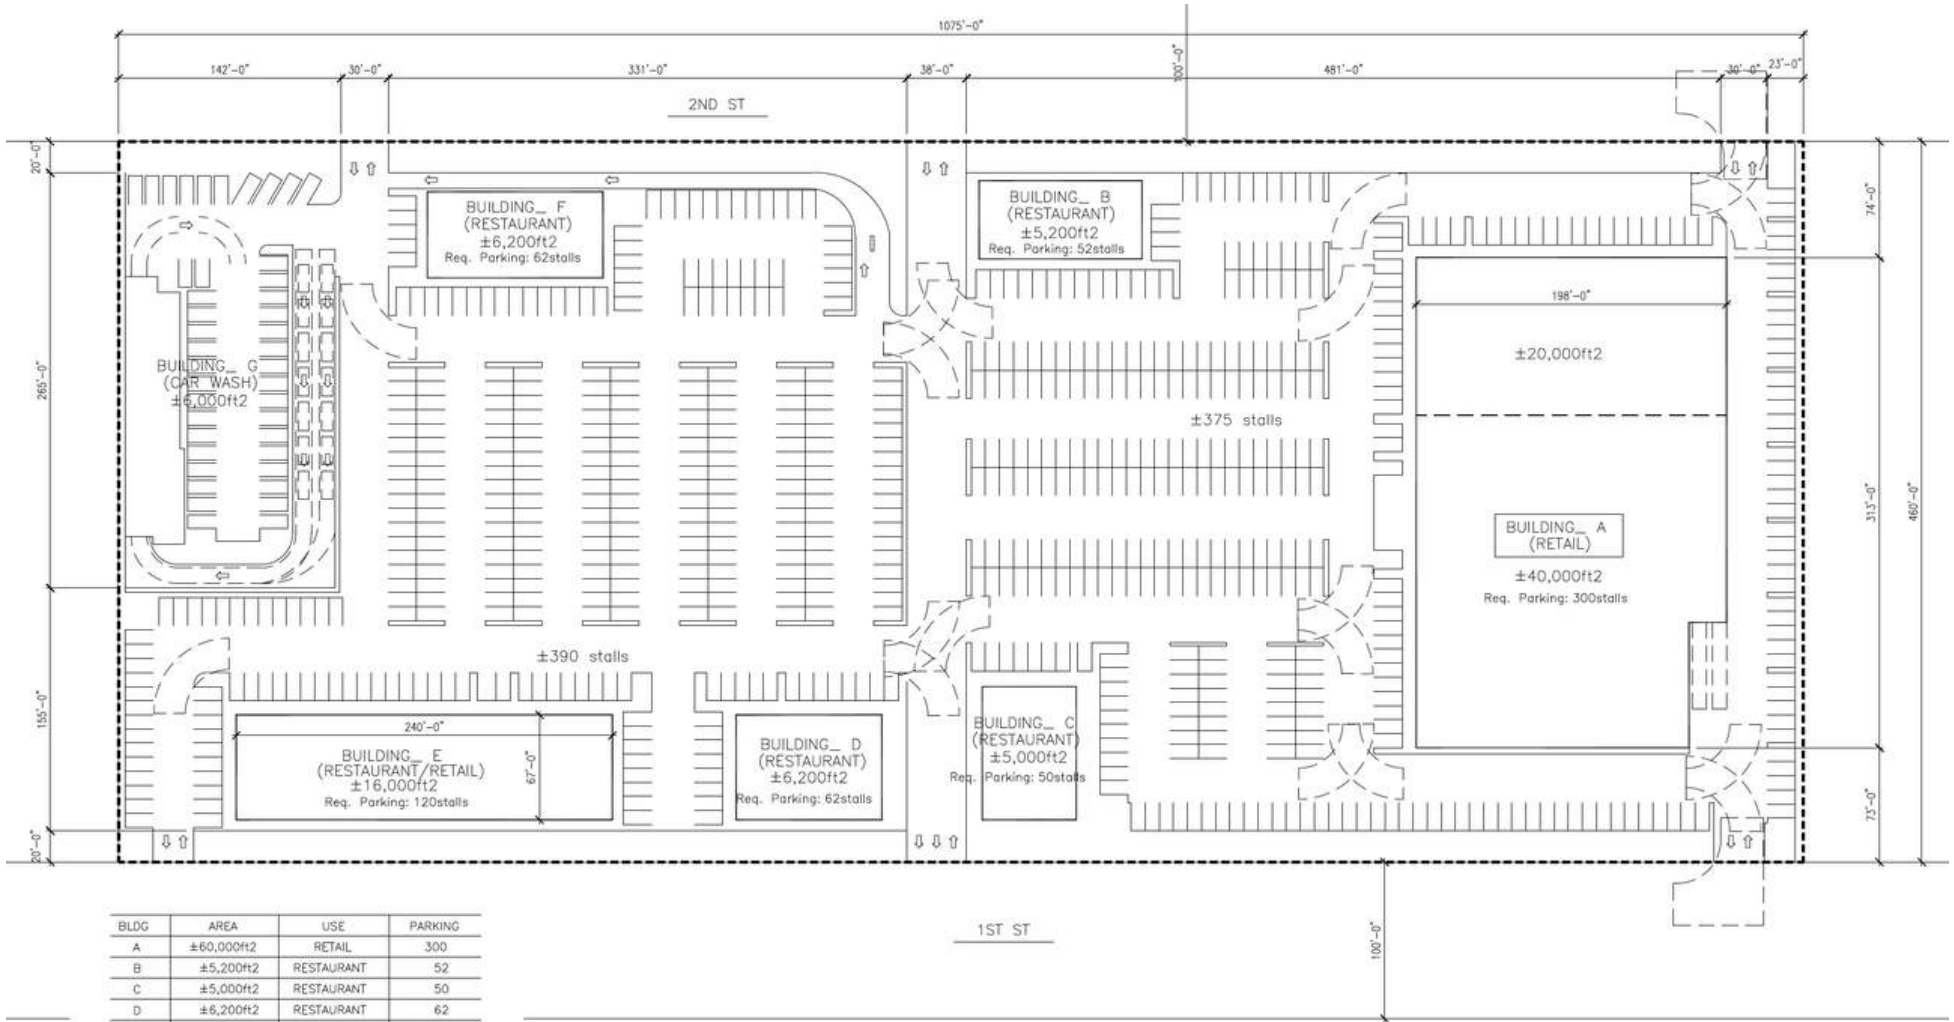 1075'-0"
142'-0"
30'-0"
331'-0"
38'-0"
100'-0"
481'-0"
30'-0"
23'-0"
2ND ST
20'-0"
265'-0"
155'-0"
20'-0"
BUILDING_ F
(RESTAURANT)
±6,200ft2
Req. Parking: 62stalls
BUILDING_ B
(RESTAURANT)
±5,200ft2
Req. Parking: 52stalls
74'-0"
313'-0"
460'-0"
73'-0"
198'-0"
±20,000ft2
BUILDING_ G
(CAR WASH)
±6,000ft2
±375 stalls
BUILDING_ A
(RETAIL)
±40,000ft2
Req. Parking: 300stalls
±390 stalls
240'-0"
67'-0"
BUILDING_ E
(RESTAURANT/RETAIL)
±16,000ft2
Req. Parking: 120stalls
BUILDING_ D
(RESTAURANT)
±6,200ft2
Req. Parking: 62stalls
BUILDING_ C
(RESTAURANT)
±5,000ft2
Req. Parking: 50stalls
1ST ST
100'-0"
BLDG AREA USE PARKING
A ±60,000ft2 RETAIL 300
B ±5,200ft2 RESTAURANT 52
C ±5,000ft2 RESTAURANT 50
D ±6,200ft2 RESTAURANT 62